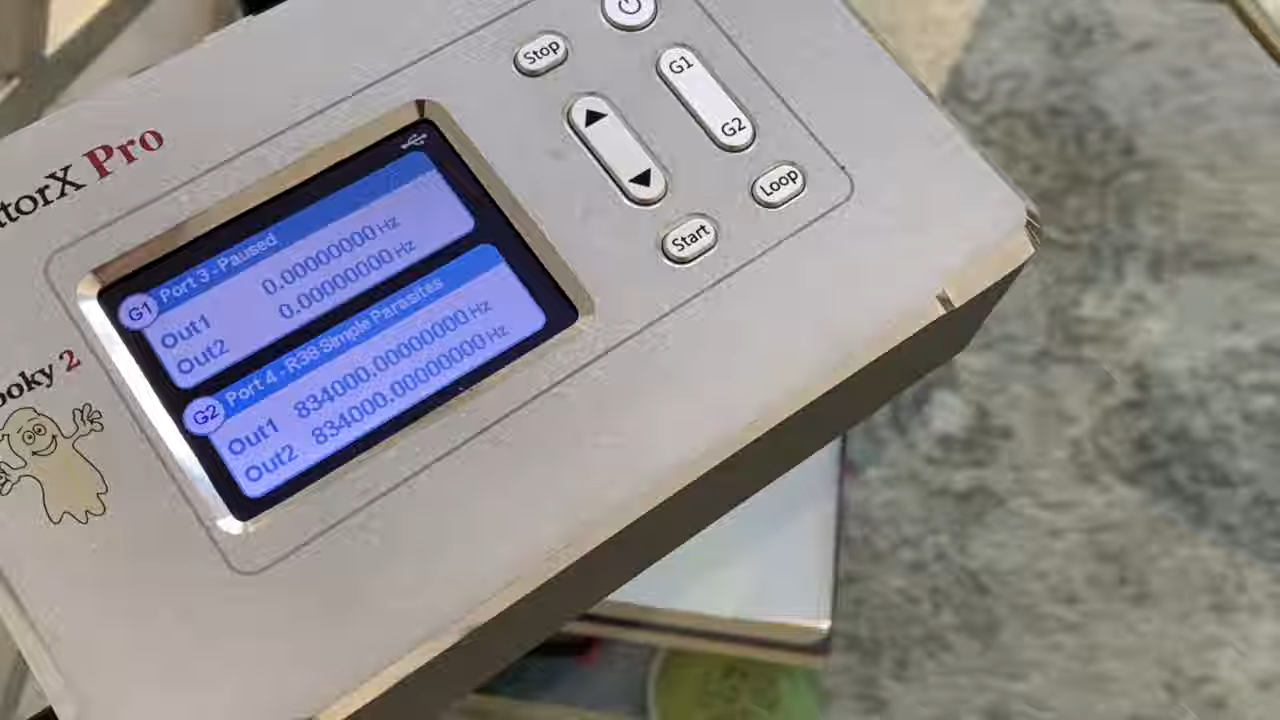 torX Pro
ooky 2
G1 Port 3 - Paused
Out1 0.00000000 Hz
Out2 0.00000000 Hz
G2 Port 4 - R38-Simple Parasites
Out1 834000.00000000 Hz
Out2 834000.00000000 Hz
Stop
G1
G2
Loop
Start